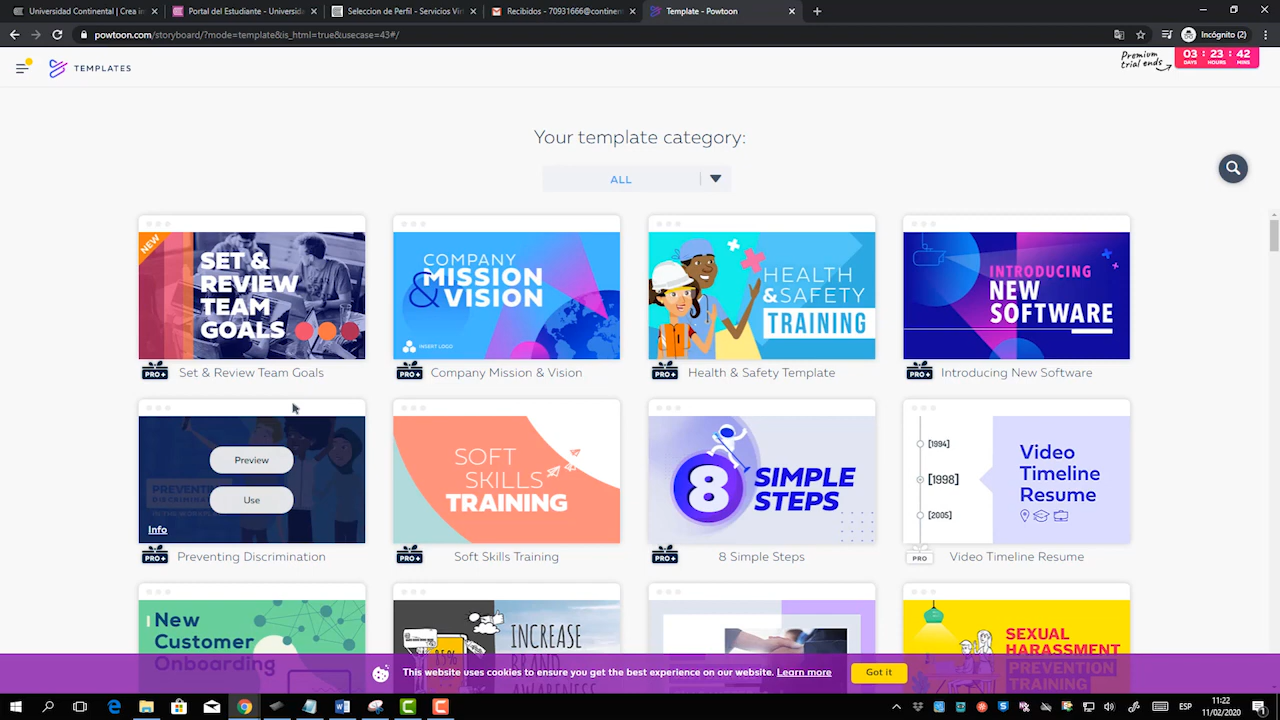 Universidad Continental | Crea in
Portal del Estudiante - Universida
Seleccion de Perfil - Servicios Vir
Recibidos - 70931666@continen
Template - Powtoon
powtoon.com/storyboard/?mode=template&is_html=true&usecase=43#/
Incógnito (2)
TEMPLATES
Premium
trial ends
03 : 23 : 42
DAYS HOURS MINS
Your template category:
ALL
NEW
SET &
REVIEW
TEAM
GOALS
COMPANY
MISSION
& VISION
INSERT LOGO
HEALTH
&SAFETY
TRAINING
INTRODUCING
NEW
SOFTWARE
PRO+ Set & Review Team Goals
PRO+ Company Mission & Vision
PRO+ Health & Safety Template
PRO+ Introducing New Software
Preview
Use
Info
SOFT
SKILLS
TRAINING
8 SIMPLE
STEPS
[1994]
[1998]
[2005]
Video
Timeline
Resume
PRO+ Preventing Discrimination
PRO+ Soft Skills Training
PRO+ 8 Simple Steps
PRO Video Timeline Resume
New
Customer
Onboarding
INCREASE
BRAND
AWARENESS
SEXUAL
HARASSMENT
PREVENTION
TRAINING
This website uses cookies to ensure you get the best experience on our website. Learn more
Got it
ESP
11:22
11/02/2020